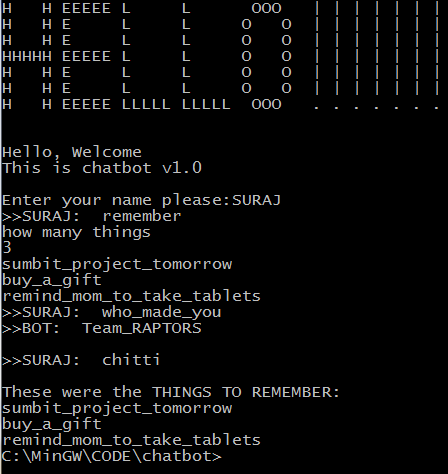 H   H EEEEE L     L      OOO   | | | | | | |
H   H E     L     L     O   O  | | | | | | |
H   H E     L     L     O   O  | | | | | | |
HHHHH EEEEE L     L     O   O  | | | | | | |
H   H E     L     L     O   O  | | | | | | |
H   H E     L     L     O   O  | | | | | | |
H   H EEEEE LLLLL LLLLL  OOO   . . . . . . .
Hello, Welcome
This is chatbot v1.0
Enter your name please:SURAJ
>>SURAJ:  remember
how many things
3
sumbit_project_tomorrow
buy_a_gift
remind_mom_to_take_tablets
>>SURAJ:  who_made_you
>>BOT:  Team_RAPTORS
>>SURAJ:  chitti
These were the THINGS TO REMEMBER:
sumbit_project_tomorrow
buy_a_gift
remind_mom_to_take_tablets
C:\MinGW\CODE\chatbot>